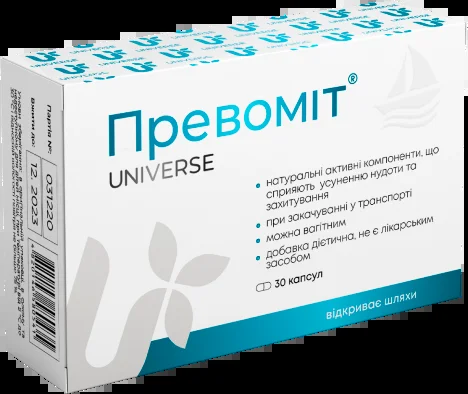 Превоміт®
UNIVERSE
• натуральні активні компоненти, що
сприяють усуненню нудоти та
захитування
• при закачуванні у транспорті
• можна вагітним
• добавка дієтична, не є лікарським
засобом
30 капсул
відкриває шляхи
Партія №: 031220
Вжити до: 12. 2023